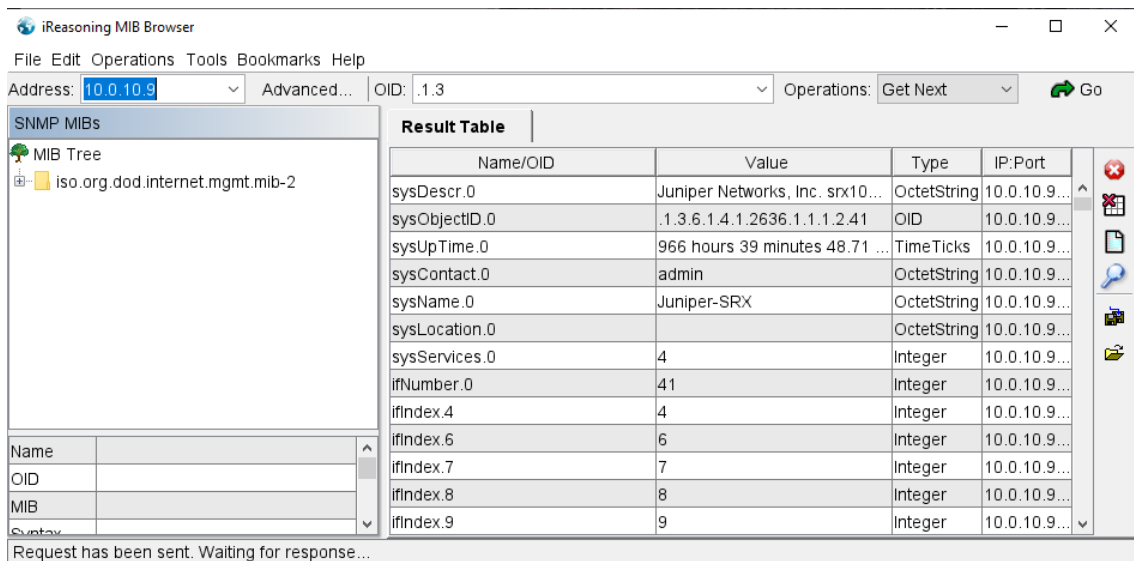 iReasoning MIB Browser
File Edit Operations Tools Bookmarks Help
Address: 10.0.10.9 Advanced... OID: .1.3 Operations: Get Next Go
SNMP MIBs
MIB Tree
iso.org.dod.internet.mgmt.mib-2
Name
OID
MIB
Syntax
Result Table
Name/OID Value Type IP:Port
sysDescr.0 Juniper Networks, Inc. srx10... OctetString 10.0.10.9...
sysObjectID.0 .1.3.6.1.4.1.2636.1.1.1.2.41 OID 10.0.10.9...
sysUpTime.0 966 hours 39 minutes 48.71 ... TimeTicks 10.0.10.9...
sysContact.0 admin OctetString 10.0.10.9...
sysName.0 Juniper-SRX OctetString 10.0.10.9...
sysLocation.0 OctetString 10.0.10.9...
sysServices.0 4 Integer 10.0.10.9...
ifNumber.0 41 Integer 10.0.10.9...
ifIndex.4 4 Integer 10.0.10.9...
ifIndex.6 6 Integer 10.0.10.9...
ifIndex.7 7 Integer 10.0.10.9...
ifIndex.8 8 Integer 10.0.10.9...
ifIndex.9 9 Integer 10.0.10.9...
Request has been sent. Waiting for response...